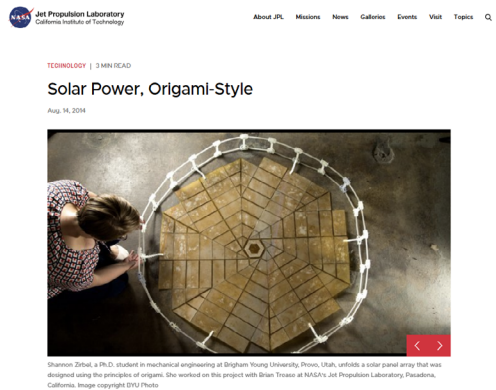 NASA
Jet Propulsion Laboratory
California Institute of Technology
About JPL Missions News Galleries Events Visit Topics
TECHNOLOGY | 3 MIN READ
Solar Power, Origami-Style
Aug. 14, 2014
Shannon Zirbel, a Ph.D. student in mechanical engineering at Brigham Young University, Provo, Utah, unfolds a solar panel array that was
designed using the principles of origami. She worked on this project with Brian Trease at NASA's Jet Propulsion Laboratory, Pasadena,
California. Image copyright BYU Photo